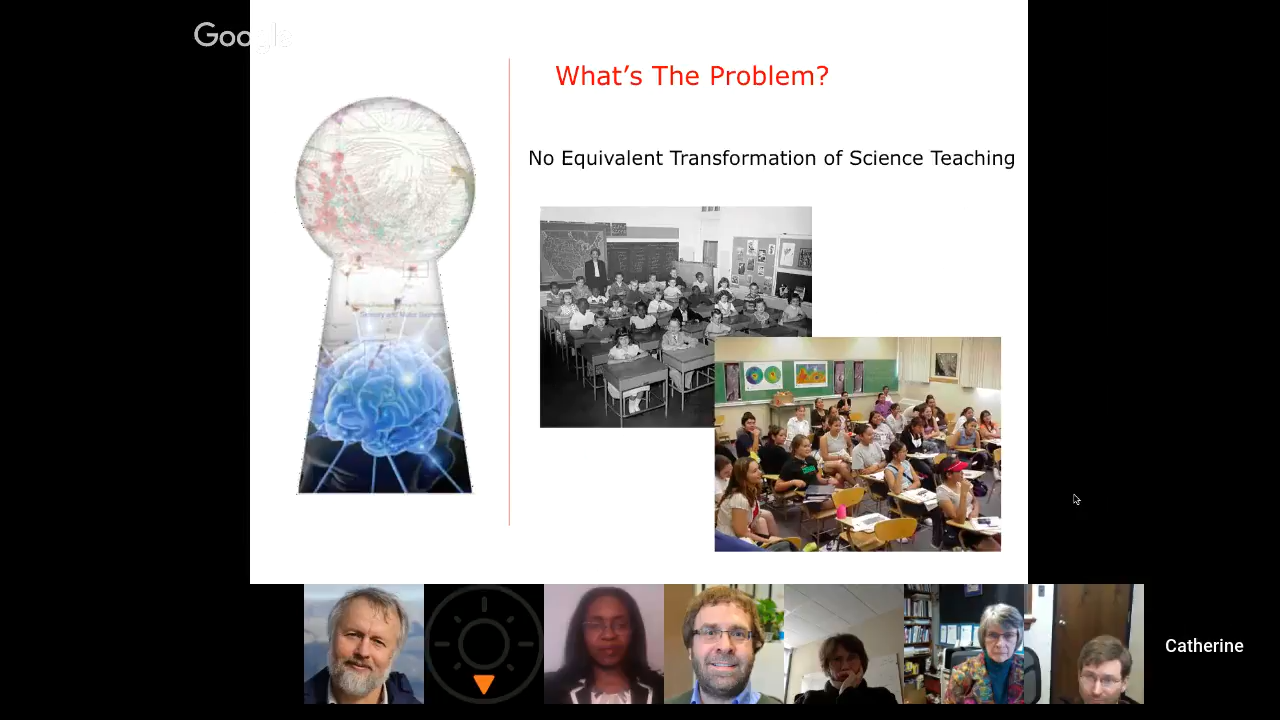 Google
What's The Problem?
No Equivalent Transformation of Science Teaching
Catherine